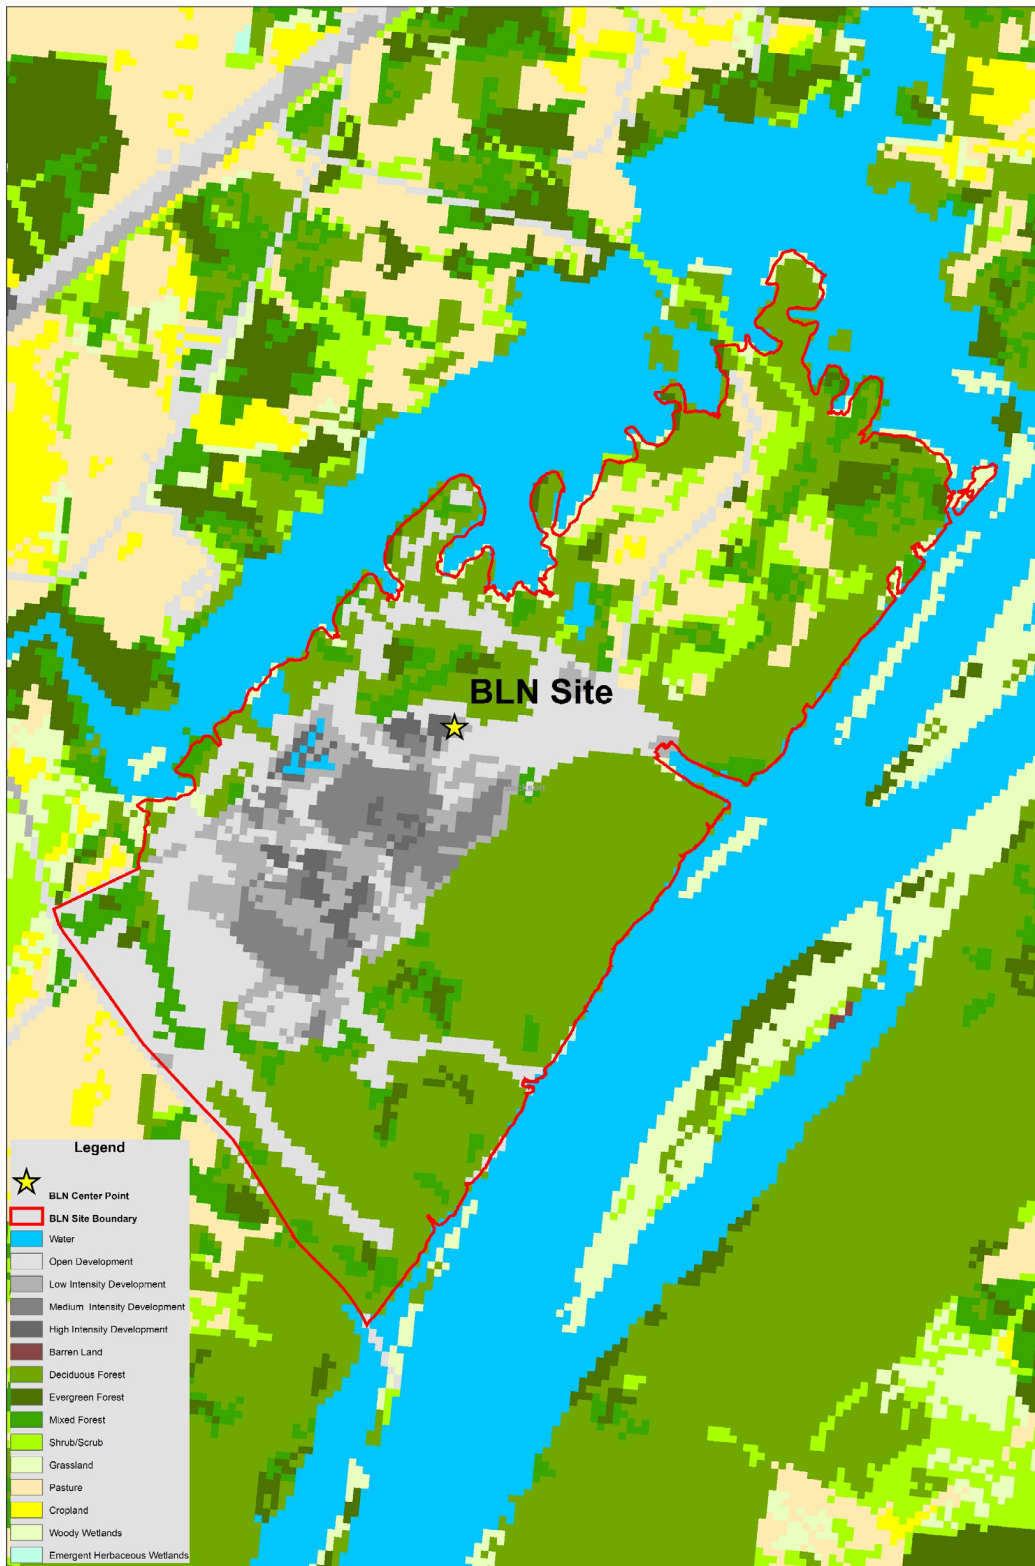 BLN Site
Jackson
Legend
BLN Center Point
BLN Site Boundary
Water
Open Development
Low Intensity Development
Medium Intensity Development
High Intensity Development
Barren Land
Deciduous Forest
Evergreen Forest
Mixed Forest
Shrub/Scrub
Grassland
Pasture
Cropland
Woody Wetlands
Emergent Herbaceous Wetlands